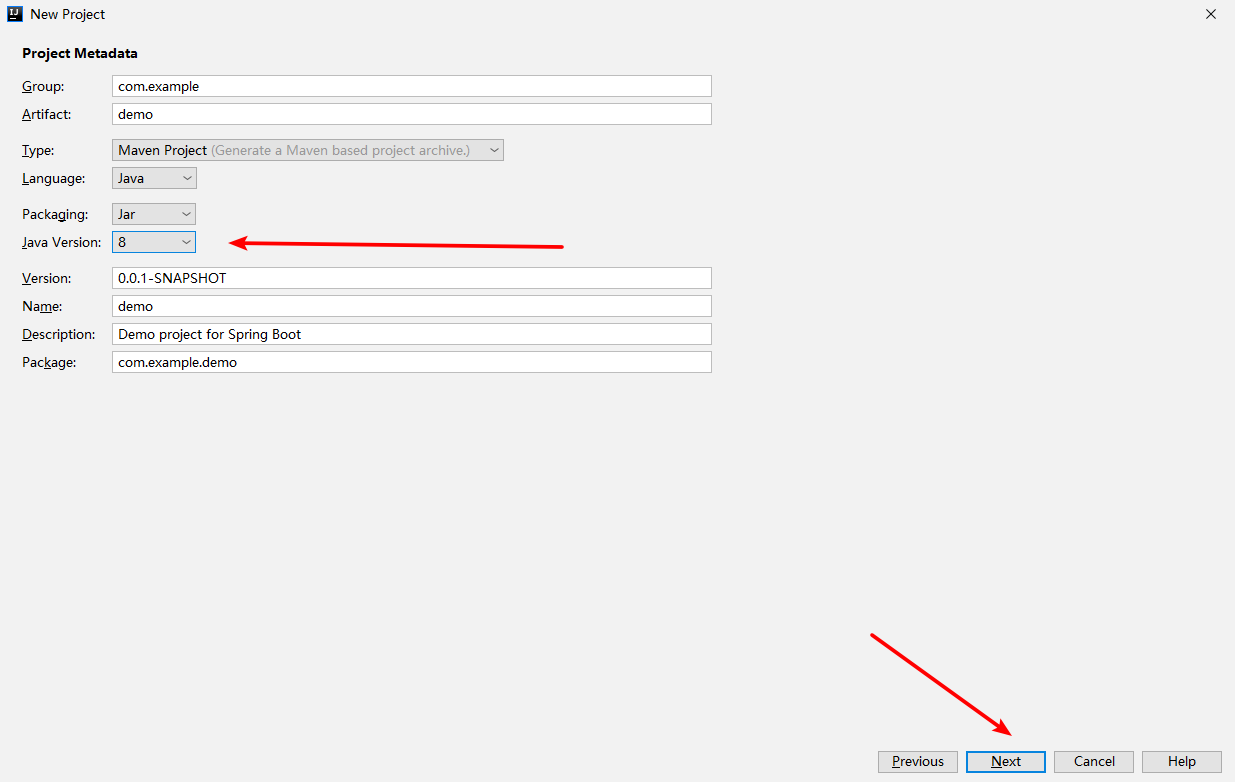 New Project
Project Metadata
Group: com.example
Artifact: demo
Type: Maven Project (Generate a Maven based project archive.)
Language: Java
Packaging: Jar
Java Version: 8
Version: 0.0.1-SNAPSHOT
Name: demo
Description: Demo project for Spring Boot
Package: com.example.demo
Previous Next Cancel Help